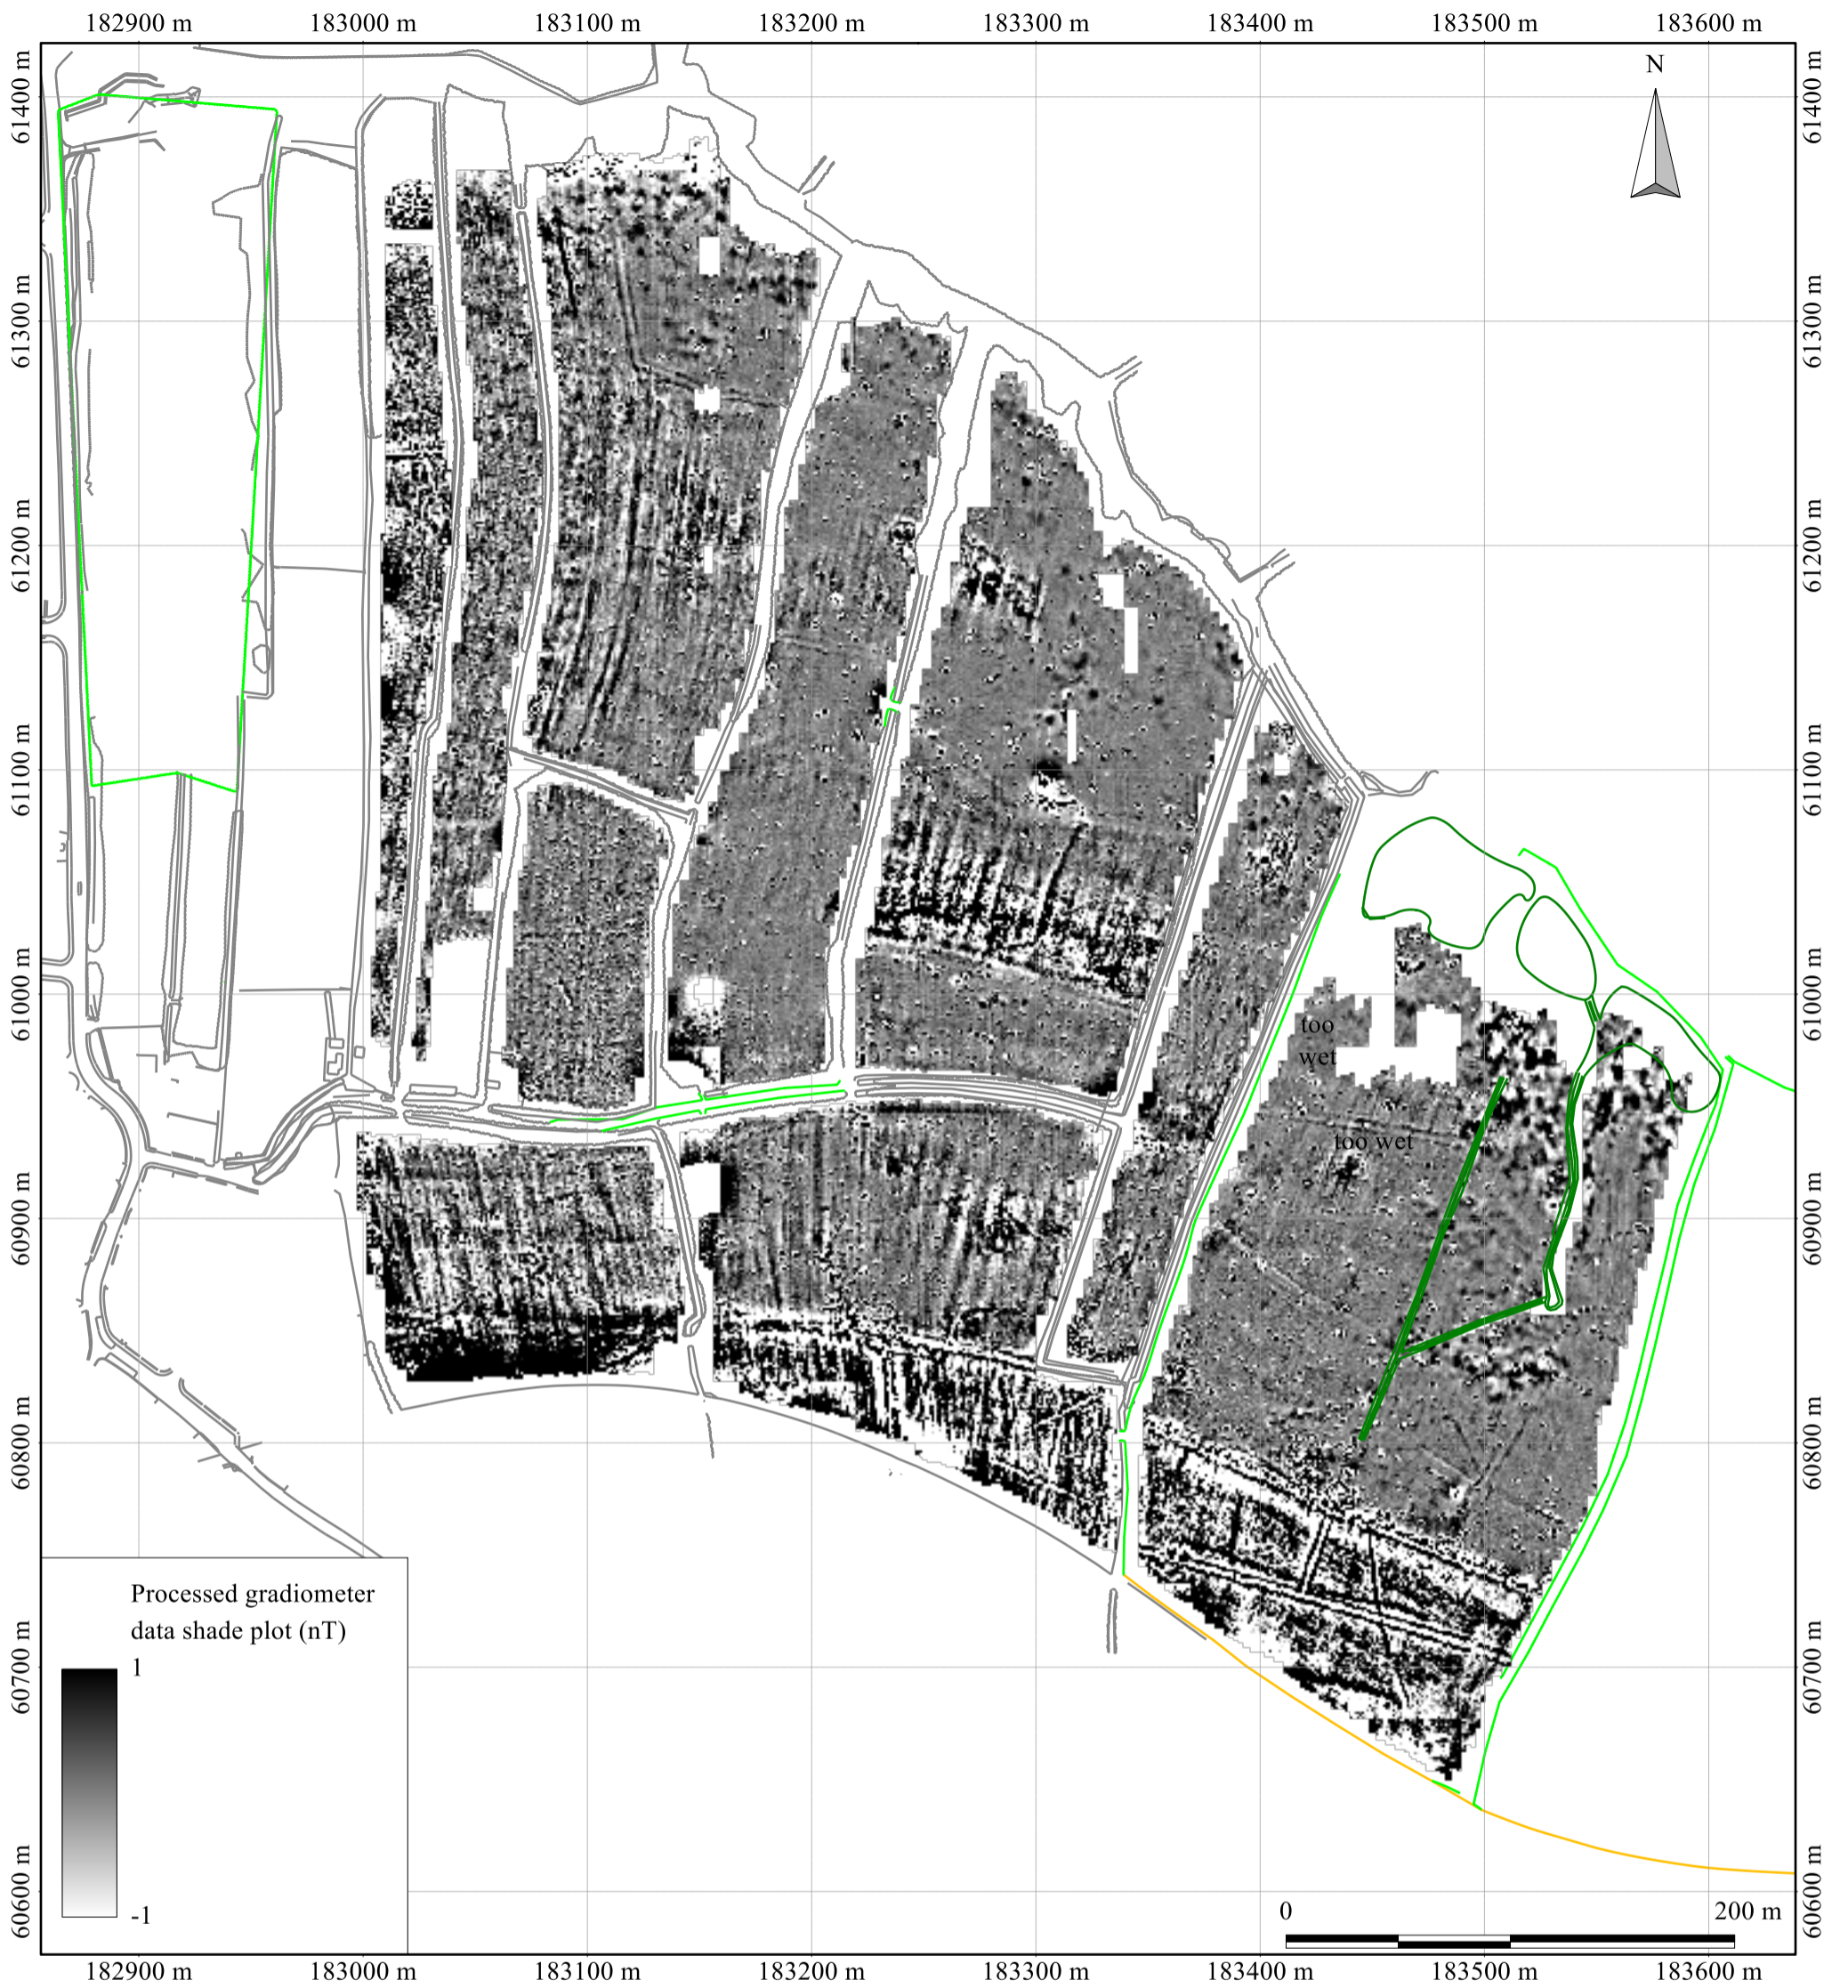 182900 m 183000 m 183100 m 183200 m 183300 m 183400 m 183500 m 183600 m
N
61400 m 61400 m
61300 m 61300 m
61200 m 61200 m
61100 m 61100 m
61000 m 61000 m
too
wet
too wet
60900 m 60900 m
60800 m 60800 m
Processed gradiometer
data shade plot (nT)
1
60700 m 60700 m
-1
60600 m 60600 m
0 200 m
182900 m 183000 m 183100 m 183200 m 183300 m 183400 m 183500 m 183600 m